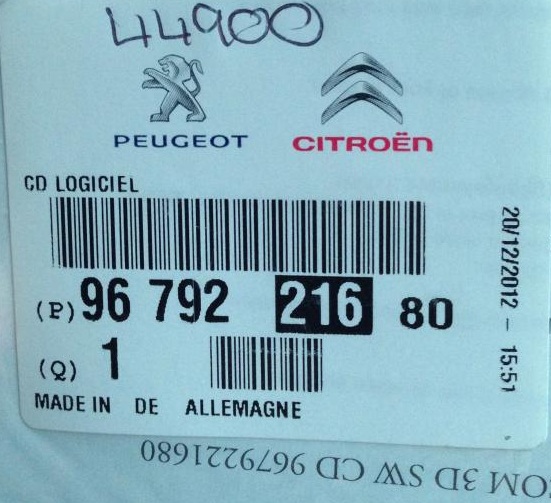 44900
PEUGEOT
CITROËN
CD LOGICIEL
(P) 96 792 216 80
20/12/2012 - 15:51
(Q) 1
MADE IN DE ALLEMAGNE
OM 3D SW CD 9679221680